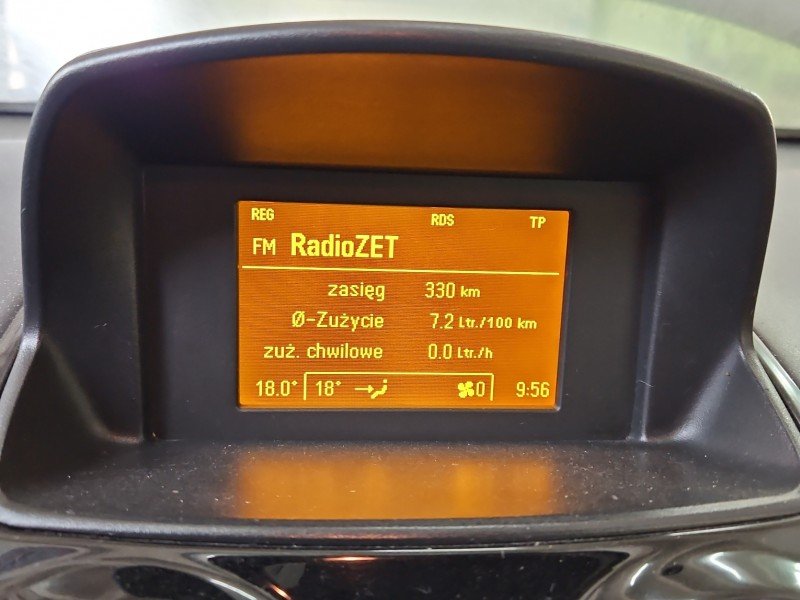 REG RDS TP
FM RadioZET
zasięg 330 km
Ø-Zużycie 7.2 Ltr./100 km
zuż. chwilowe 0.0 Ltr./h
18.0° 18° 0 9:56